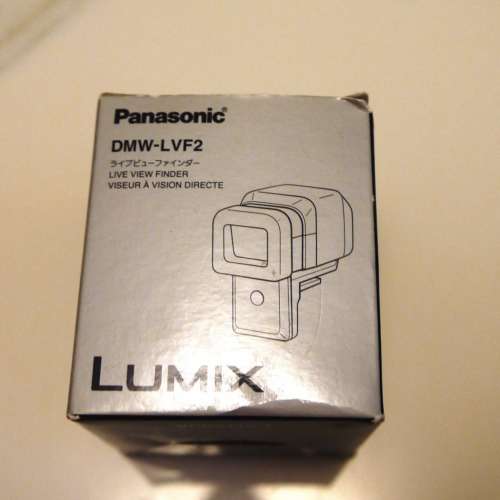 Panasonic®
DMW-LVF2
ライブビューファインダー
LIVE VIEW FINDER
VISEUR À VISION DIRECTE
LUMIX